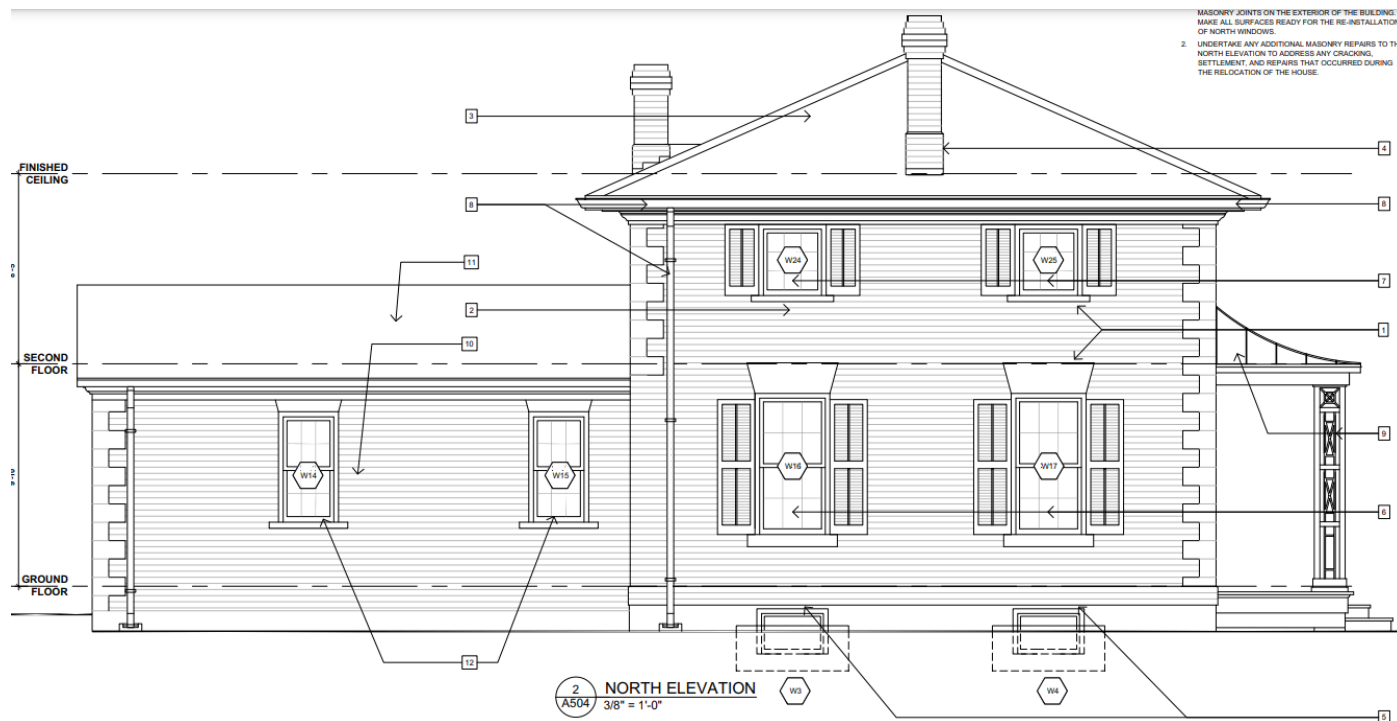 MASONRY JOINTS ON THE EXTERIOR OF THE BUILDING.
MAKE ALL SURFACES READY FOR THE RE-INSTALLATION
OF NORTH WINDOWS.
2. UNDERTAKE ANY ADDITIONAL MASONRY REPAIRS TO
NORTH ELEVATION TO ADDRESS ANY CRACKING,
SETTLEMENT, AND REPAIRS THAT OCCURRED DURING
THE RELOCATION OF THE HOUSE.
3
4
FINISHED
CEILING
8
8
W24
W25
11
7
2
1
10
SECOND
FLOOR
9
W14
W15
W16
W17
6
GROUND
FLOOR
12
2
A504
NORTH ELEVATION
3/8" = 1'-0"
W3
W4
5